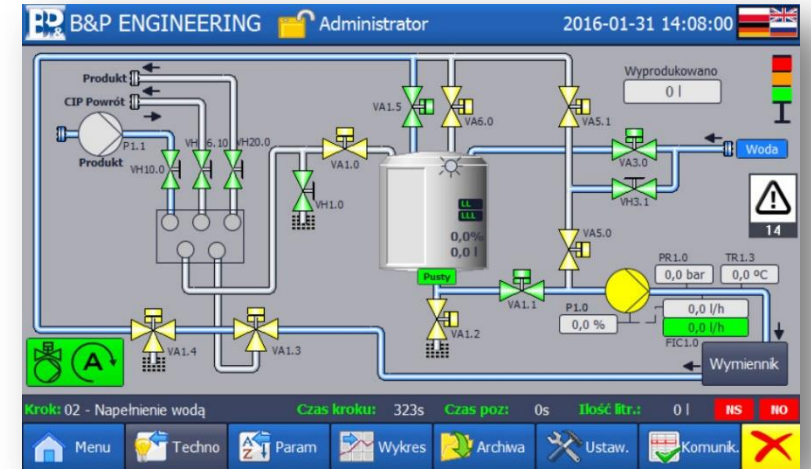 B&P B&P ENGINEERING Administrator 2016-01-31 14:08:00
Produkt
CIP Powrót
P1.1
Produkt
VH10.0
VH20.0
VA1.0
VH1.0
VA1.5
VA6.0
VA5.1
Wyprodukowano
0 l
VA3.0
Woda
VH3.1
14
LL
LLL
0,0%
0,0 l
Pusty
VA5.0
VA1.1
VA1.2
PR1.0 TR1.3
0,0 bar 0,0 ºC
P1.0
0,0 %
0,0 l/h
0,0 l/h
FIC1.0
Wymiennik
VA1.4
VA1.3
A
Krok: 02 - Napełnienie wodą Czas kroku: 323s Czas poz: 0s Ilość litr.: 0 l NS NO
Menu Techno A Z Param Wykres Archiwa Ustaw. Komunik.